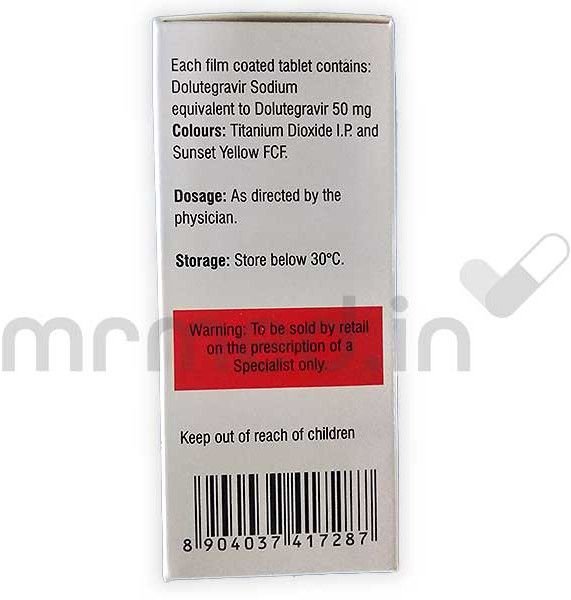 Each film coated tablet contains:
Dolutegravir Sodium
equivalent to Dolutegravir 50 mg
Colours: Titanium Dioxide I.P. and
Sunset Yellow FCF.
Dosage: As directed by the
physician.
Storage: Store below 30°C.
Warning: To be sold by retail
on the prescription of a
Specialist only.
mrmed.in
Keep out of reach of children
8 904037 417287